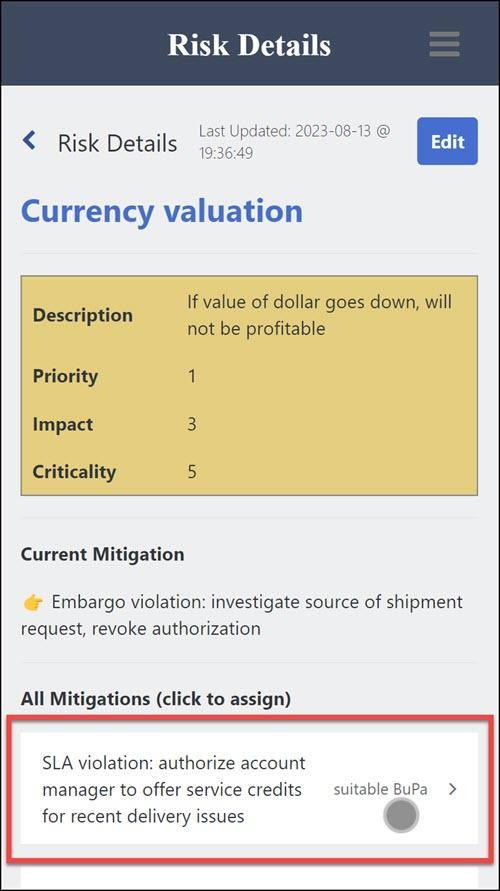 Risk Details
Risk Details
Last Updated: 2023-08-13 @
19:36:49
Edit
Currency valuation
Description
If value of dollar goes down, will
not be profitable
Priority
1
Impact
3
Criticality
5
Current Mitigation
👉 Embargo violation: investigate source of shipment
request, revoke authorization
All Mitigations (click to assign)
SLA violation: authorize account
manager to offer service credits
for recent delivery issues
suitable BuPa